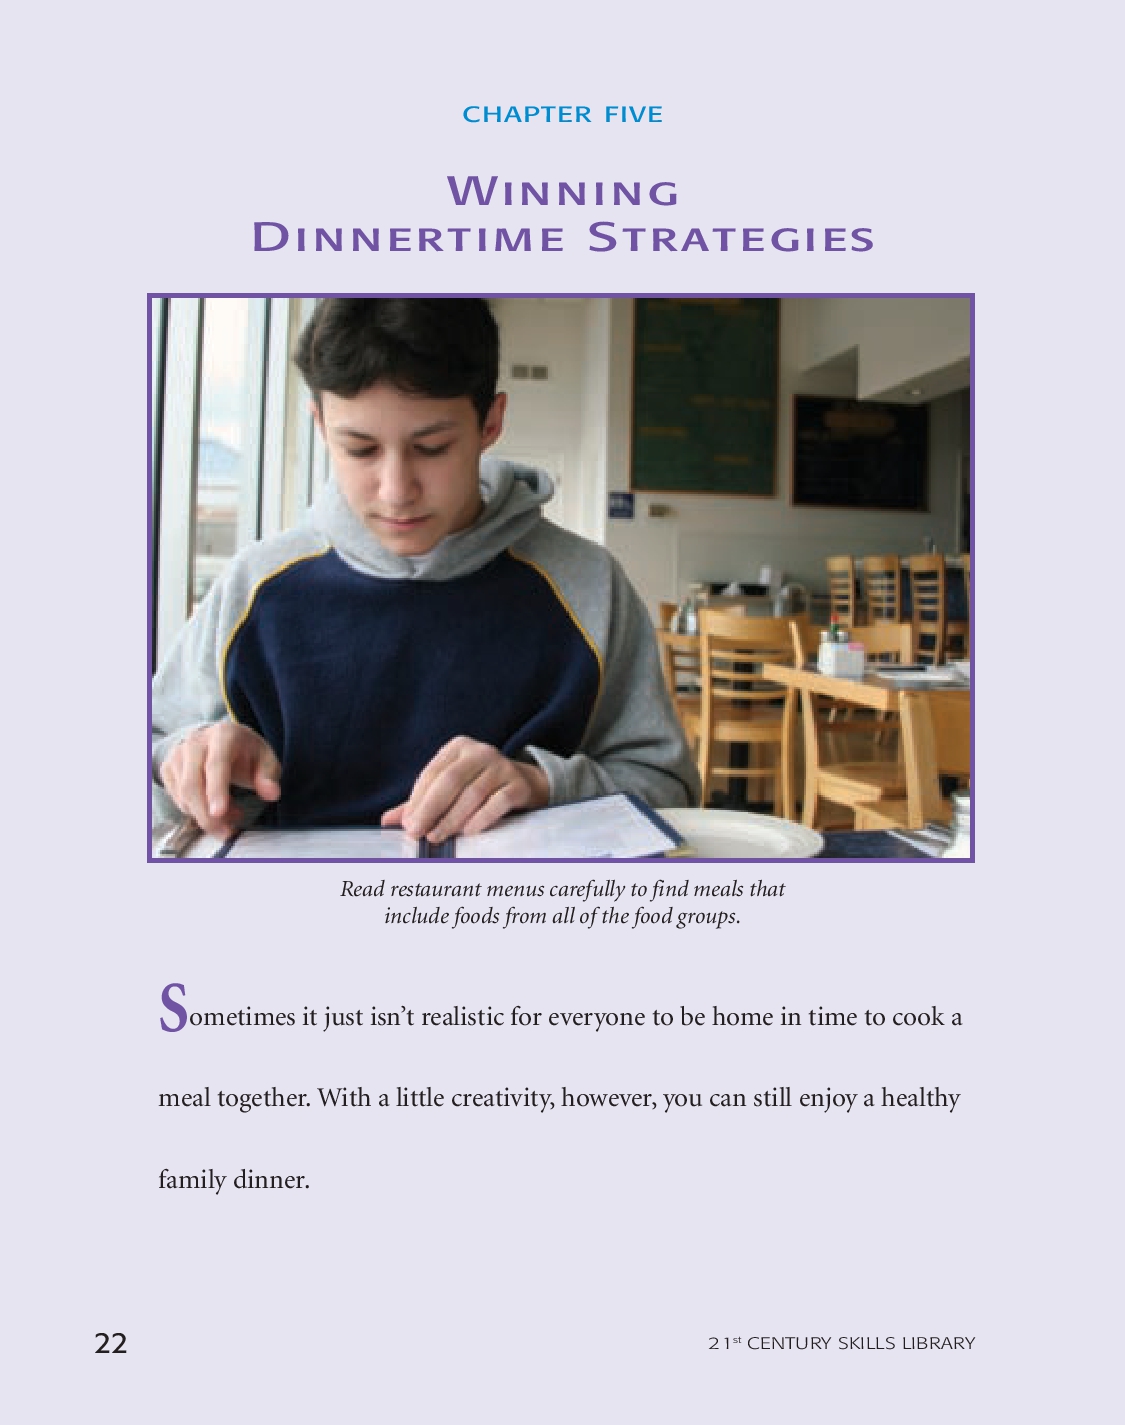 CHAPTER FIVE
WINNING
DINNERTIME STRATEGIES
Read restaurant menus carefully to find meals that
include foods from all of the food groups.
Sometimes it just isn’t realistic for everyone to be home in time to cook a
meal together. With a little creativity, however, you can still enjoy a healthy
family dinner.
22
21st CENTURY SKILLS LIBRARY